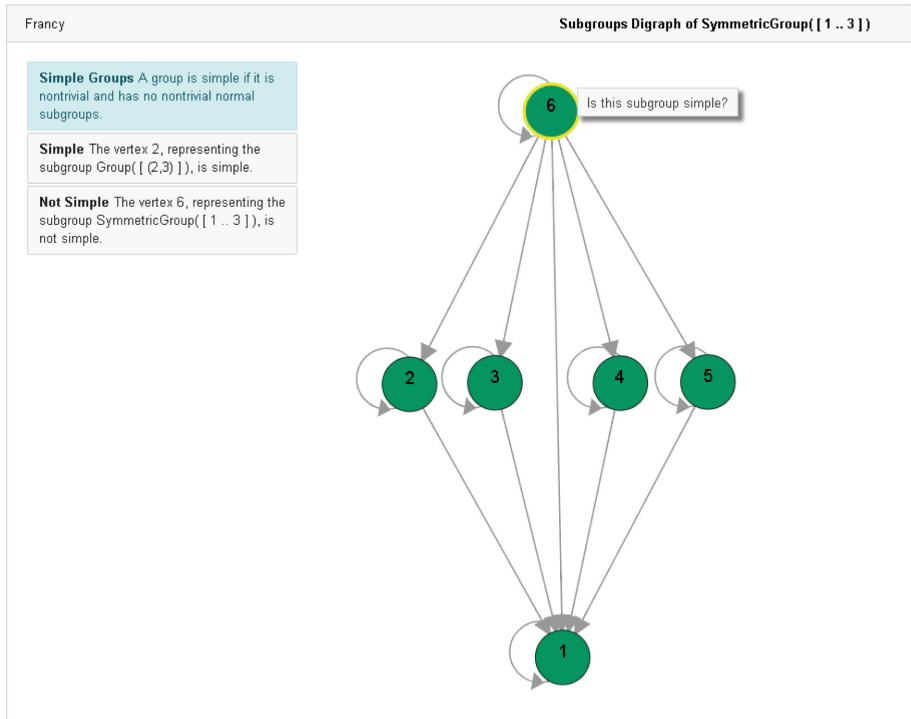 Francy
Subgroups Digraph of SymmetricGroup( [ 1 .. 3 ] )
Simple Groups A group is simple if it is
nontrivial and has no nontrivial normal
subgroups.
Simple The vertex 2, representing the
subgroup Group( [ (2,3) ] ), is simple.
Not Simple The vertex 6, representing the
subgroup SymmetricGroup( [ 1 .. 3 ] ), is
not simple.
6
Is this subgroup simple?
2
3
4
5
1